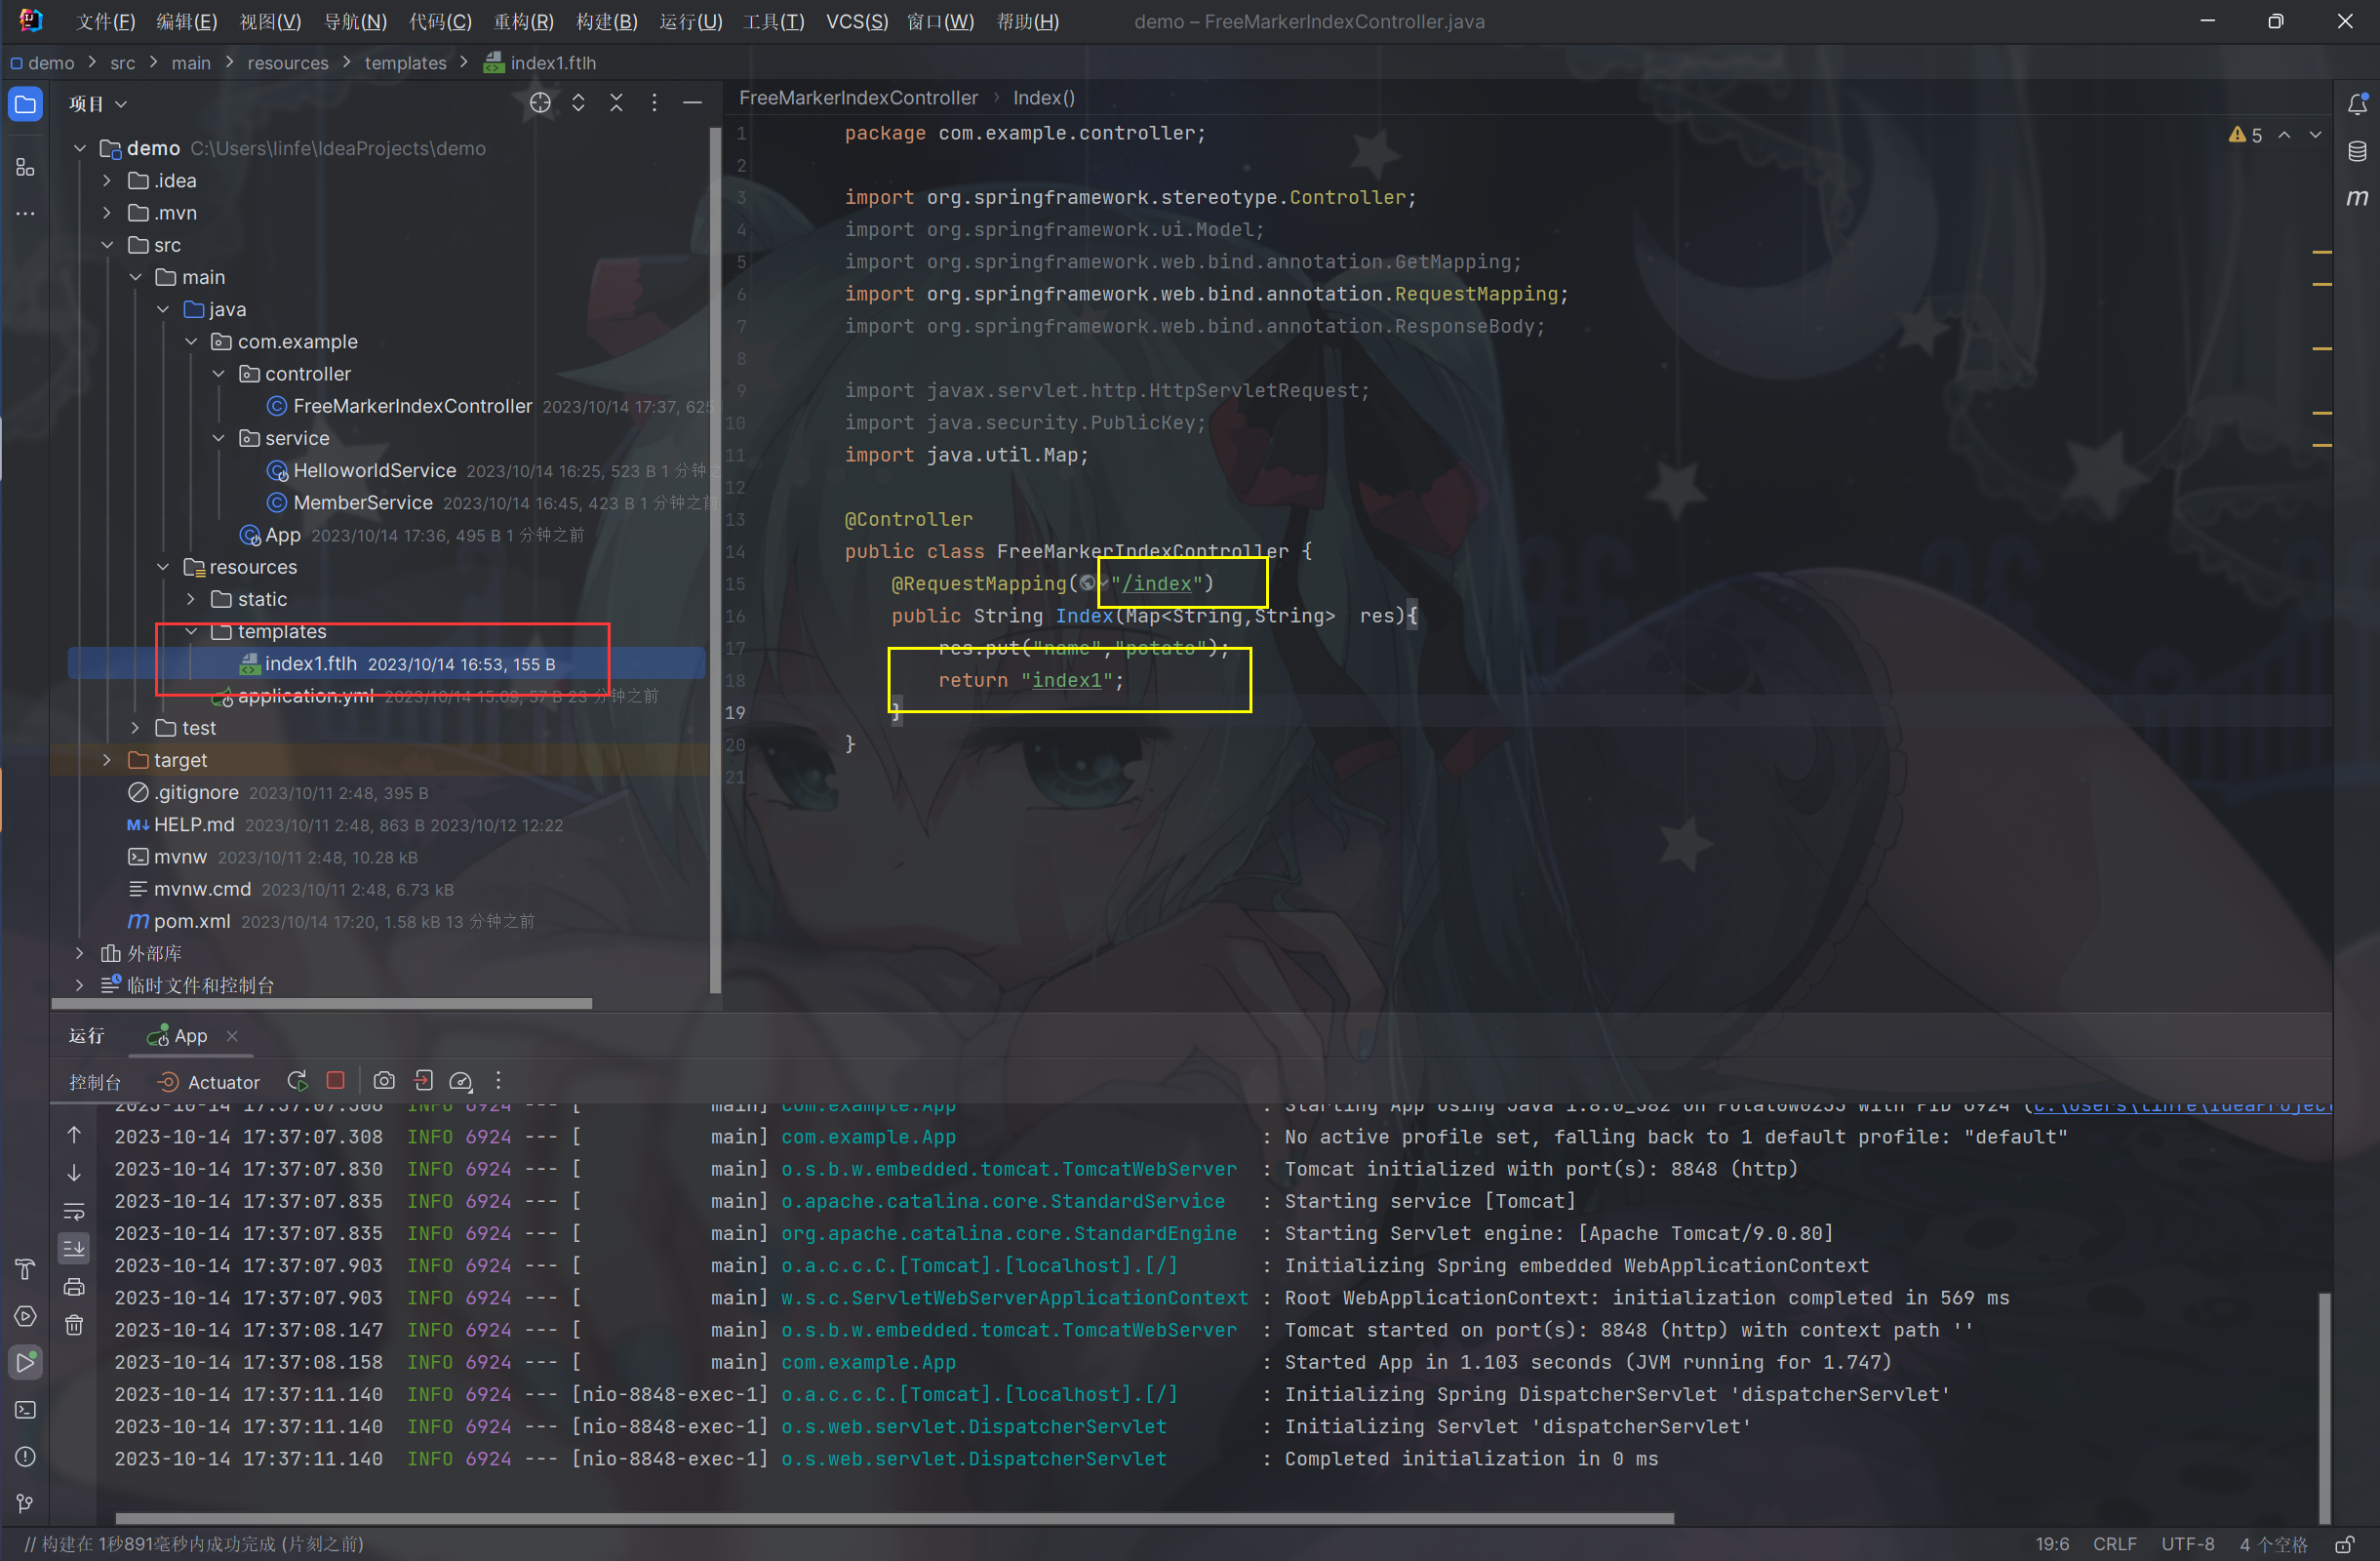 文件(F) 编辑(E) 视图(V) 导航(N) 代码(C) 重构(R) 构建(B) 运行(U) 工具(T) VCS(S) 窗口(W) 帮助(H) demo – FreeMarkerIndexController.java
demo > src > main > resources > templates > index1.ftlh
项目
demo C:\Users\linfe\IdeaProjects\demo
.idea
.mvn
src
main
java
com.example
controller
FreeMarkerIndexController 2023/10/14 17:37, 625
service
HelloworldService 2023/10/14 16:25, 523 B 1 分钟之
MemberService 2023/10/14 16:45, 423 B 1 分钟之前
App 2023/10/14 17:36, 495 B 1 分钟之前
resources
static
templates
index1.ftlh 2023/10/14 16:53, 155 B
application.yml 2023/10/14 15:09, 57 B 23 分钟之前
test
target
.gitignore 2023/10/11 2:48, 395 B
HELP.md 2023/10/11 2:48, 863 B 2023/10/12 12:22
mvnw 2023/10/11 2:48, 10.28 kB
mvnw.cmd 2023/10/11 2:48, 6.73 kB
pom.xml 2023/10/14 17:20, 1.58 kB 13 分钟之前
外部库
临时文件和控制台
FreeMarkerIndexController > Index()
5
1 package com.example.controller;
2
3 import org.springframework.stereotype.Controller;
4 import org.springframework.ui.Model;
5 import org.springframework.web.bind.annotation.GetMapping;
6 import org.springframework.web.bind.annotation.RequestMapping;
7 import org.springframework.web.bind.annotation.ResponseBody;
8
9 import javax.servlet.http.HttpServletRequest;
10 import java.security.PublicKey;
11 import java.util.Map;
12
13 @Controller
14 public class FreeMarkerIndexController {
15 @RequestMapping("/index")
16 public String Index(Map<String,String> res){
17 res.put("name","potato");
18 return "index1";
19 }
20 }
21
运行 App
控制台 Actuator
2023-10-14 17:37:07.306 INFO 6924 --- [ main] com.example.App : Starting App using Java 1.8.0_382 on Potat0w0233 with PID 6924 (C:\Users\linfe\IdeaProject
2023-10-14 17:37:07.308 INFO 6924 --- [ main] com.example.App : No active profile set, falling back to 1 default profile: "default"
2023-10-14 17:37:07.830 INFO 6924 --- [ main] o.s.b.w.embedded.tomcat.TomcatWebServer : Tomcat initialized with port(s): 8848 (http)
2023-10-14 17:37:07.835 INFO 6924 --- [ main] o.apache.catalina.core.StandardService : Starting service [Tomcat]
2023-10-14 17:37:07.835 INFO 6924 --- [ main] org.apache.catalina.core.StandardEngine : Starting Servlet engine: [Apache Tomcat/9.0.80]
2023-10-14 17:37:07.903 INFO 6924 --- [ main] o.a.c.c.C.[Tomcat].[localhost].[/] : Initializing Spring embedded WebApplicationContext
2023-10-14 17:37:07.903 INFO 6924 --- [ main] w.s.c.ServletWebServerApplicationContext : Root WebApplicationContext: initialization completed in 569 ms
2023-10-14 17:37:08.147 INFO 6924 --- [ main] o.s.b.w.embedded.tomcat.TomcatWebServer : Tomcat started on port(s): 8848 (http) with context path ''
2023-10-14 17:37:08.158 INFO 6924 --- [ main] com.example.App : Started App in 1.103 seconds (JVM running for 1.747)
2023-10-14 17:37:11.140 INFO 6924 --- [nio-8848-exec-1] o.a.c.c.C.[Tomcat].[localhost].[/] : Initializing Spring DispatcherServlet 'dispatcherServlet'
2023-10-14 17:37:11.140 INFO 6924 --- [nio-8848-exec-1] o.s.web.servlet.DispatcherServlet : Initializing Servlet 'dispatcherServlet'
2023-10-14 17:37:11.140 INFO 6924 --- [nio-8848-exec-1] o.s.web.servlet.DispatcherServlet : Completed initialization in 0 ms
// 构建在 1秒891毫秒内成功完成 (片刻之前) 19:6 CRLF UTF-8 4 个空格